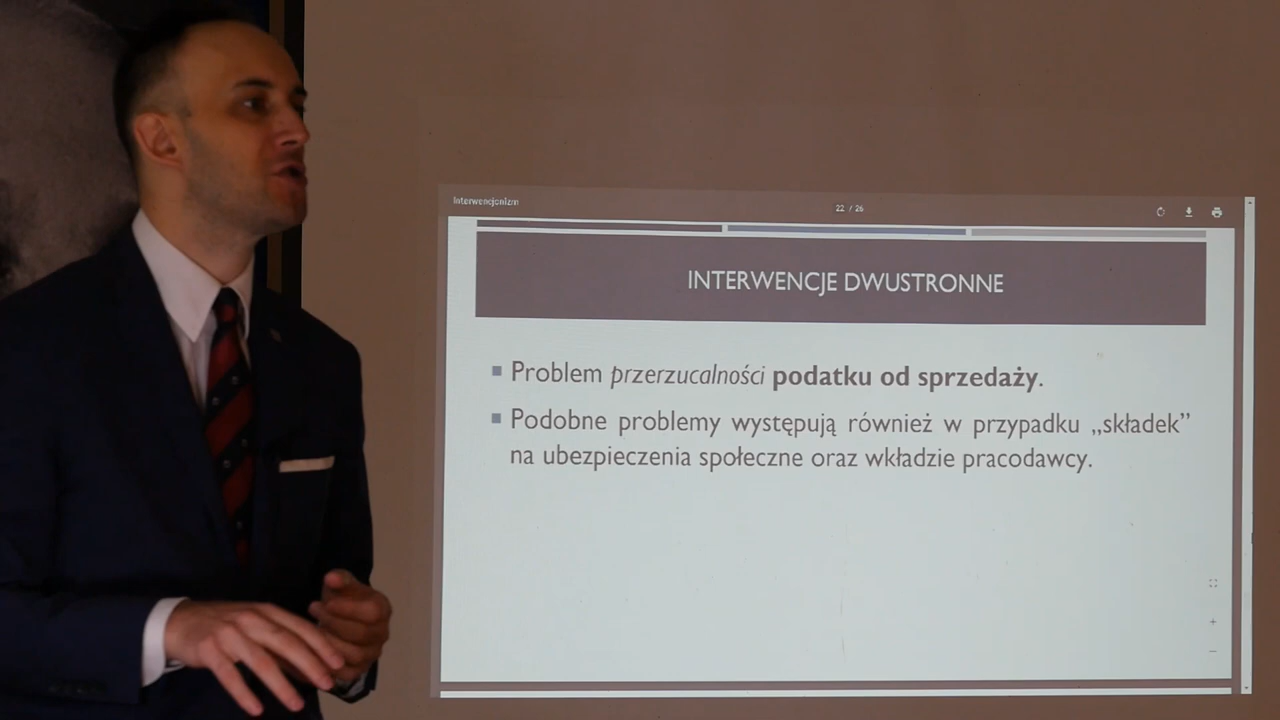 Interwencjonizm
22 / 26
INTERWENCJE DWUSTRONNE
Problem przerzucalności podatku od sprzedaży.
Podobne problemy występują również w przypadku „składek”
na ubezpieczenia społeczne oraz wkładzie pracodawcy.